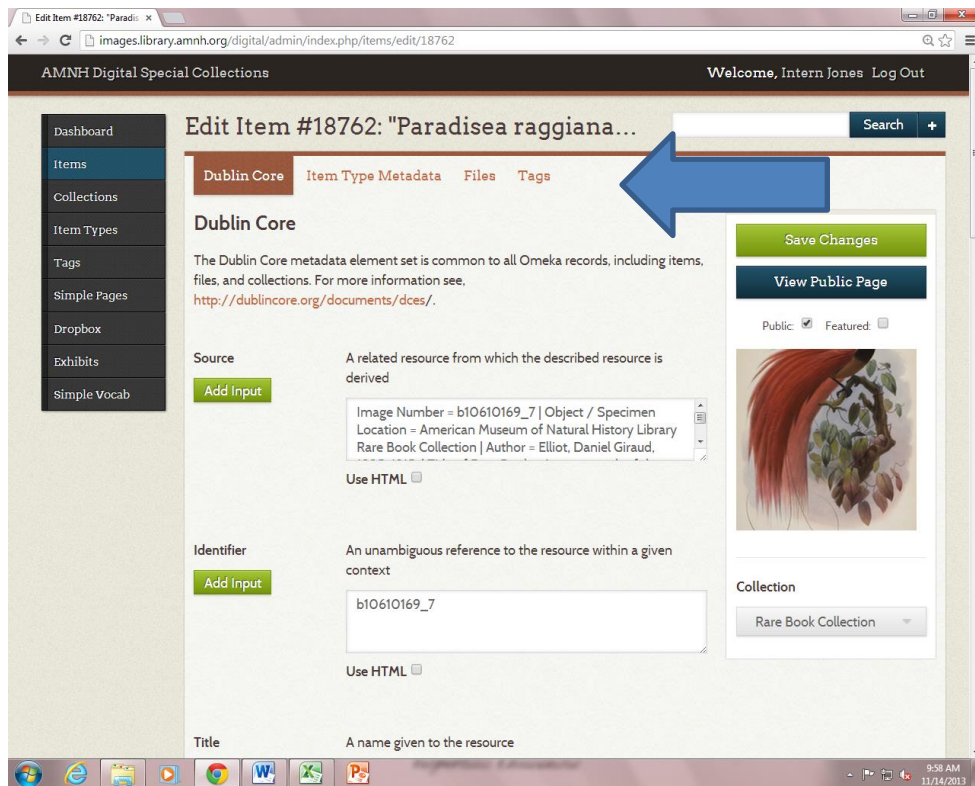 Edit Item #18762: "Paradis
images.library.amnh.org/digital/admin/index.php/items/edit/18762
AMNH Digital Special Collections
Welcome, Intern Jones Log Out
Dashboard
Items
Collections
Item Types
Tags
Simple Pages
Dropbox
Exhibits
Simple Vocab
Edit Item #18762: "Paradisea raggiana...
Search +
Dublin Core Item Type Metadata Files Tags
Dublin Core
The Dublin Core metadata element set is common to all Omeka records, including items,
files, and collections. For more information see,
http://dublincore.org/documents/dces/.
Source
Add Input
A related resource from which the described resource is
derived
Image Number = b10610169_7 | Object / Specimen
Location = American Museum of Natural History Library
Rare Book Collection | Author = Elliot, Daniel Giraud,
Use HTML
Identifier
Add Input
An unambiguous reference to the resource within a given
context
b10610169_7
Use HTML
Title
A name given to the resource
Save Changes
View Public Page
Public: Featured:
Collection
Rare Book Collection
9:58 AM
11/14/2013